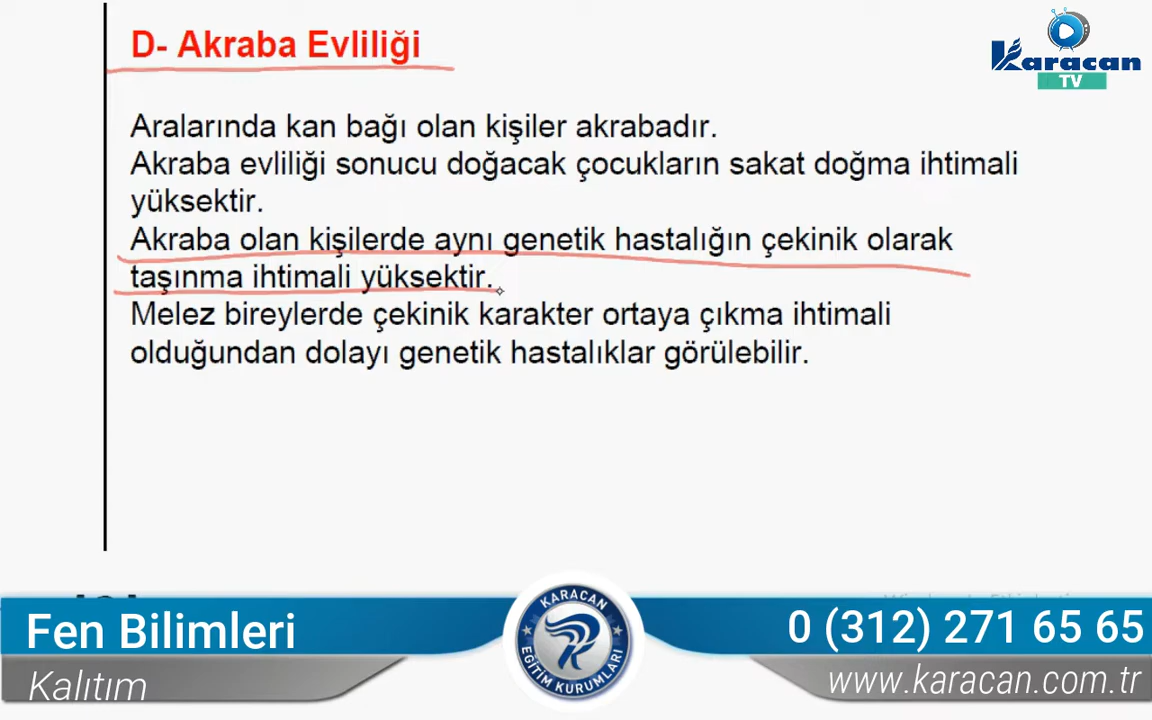 D- Akraba Evliliği
Karacan
TV
Aralarında kan bağı olan kişiler akrabadır.
Akraba evliliği sonucu doğacak çocukların sakat doğma ihtimali
yüksektir.
Akraba olan kişilerde aynı genetik hastalığın çekinik olarak
taşınma ihtimali yüksektir.
Melez bireylerde çekinik karakter ortaya çıkma ihtimali
olduğundan dolayı genetik hastalıklar görülebilir.
Fen Bilimleri
Kalıtım
KARACAN
EĞİTİM KURUMLARI
0 (312) 271 65 65
www.karacan.com.tr